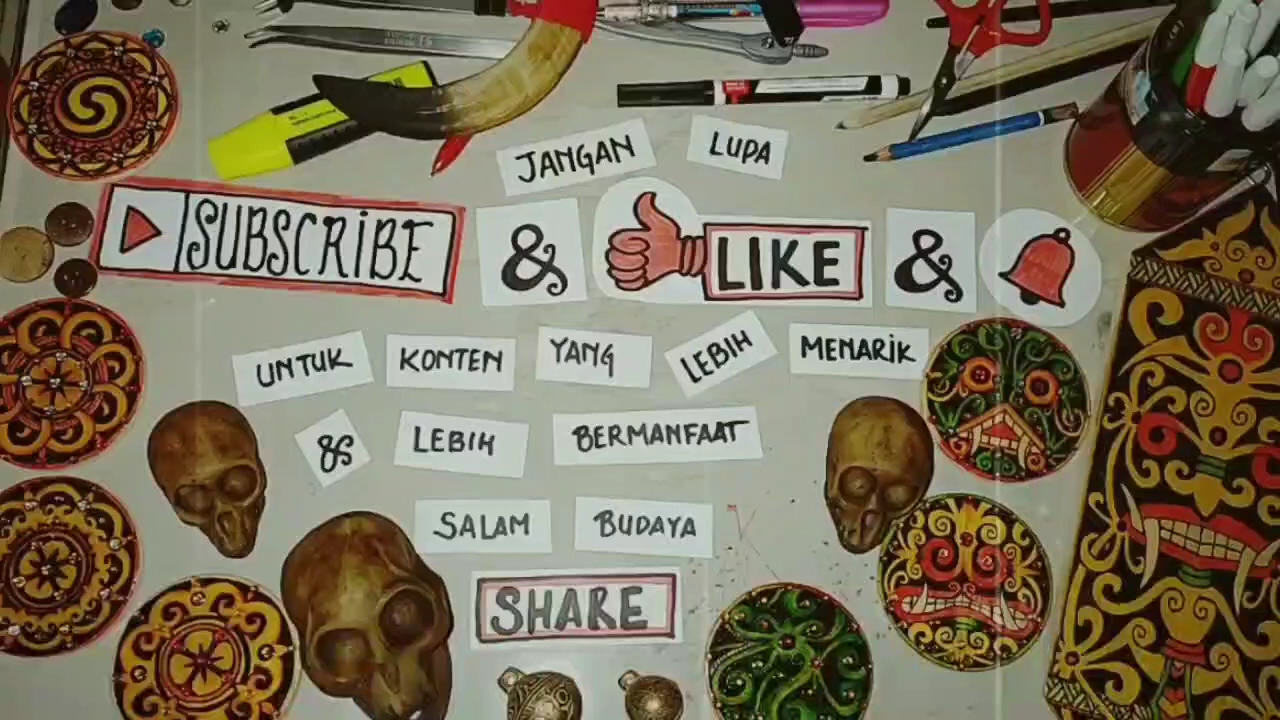 JANGAN LUPA
SUBSCRIBE & LIKE &
UNTUK KONTEN YANG LEBIH MENARIK
& LEBIH BERMANFAAT
SALAM BUDAYA
SHARE